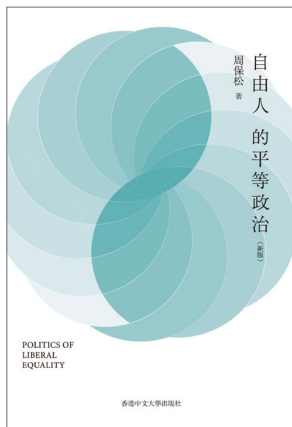 自由人的平等政治(新版)
周保松 著
POLITICS OF
LIBERAL
EQUALITY
香港中文大學出版社